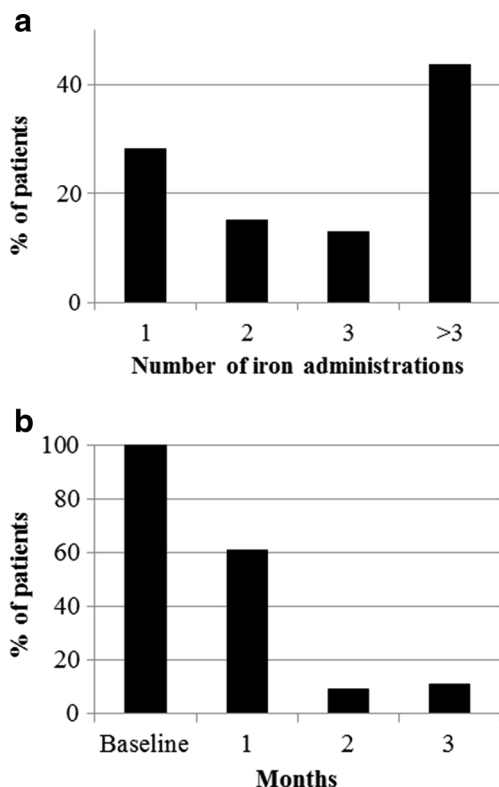 a
% of patients
40
20
0
1 2 3 >3
Number of iron administrations
b
% of patients
100
80
60
40
20
0
Baseline 1 2 3
Months